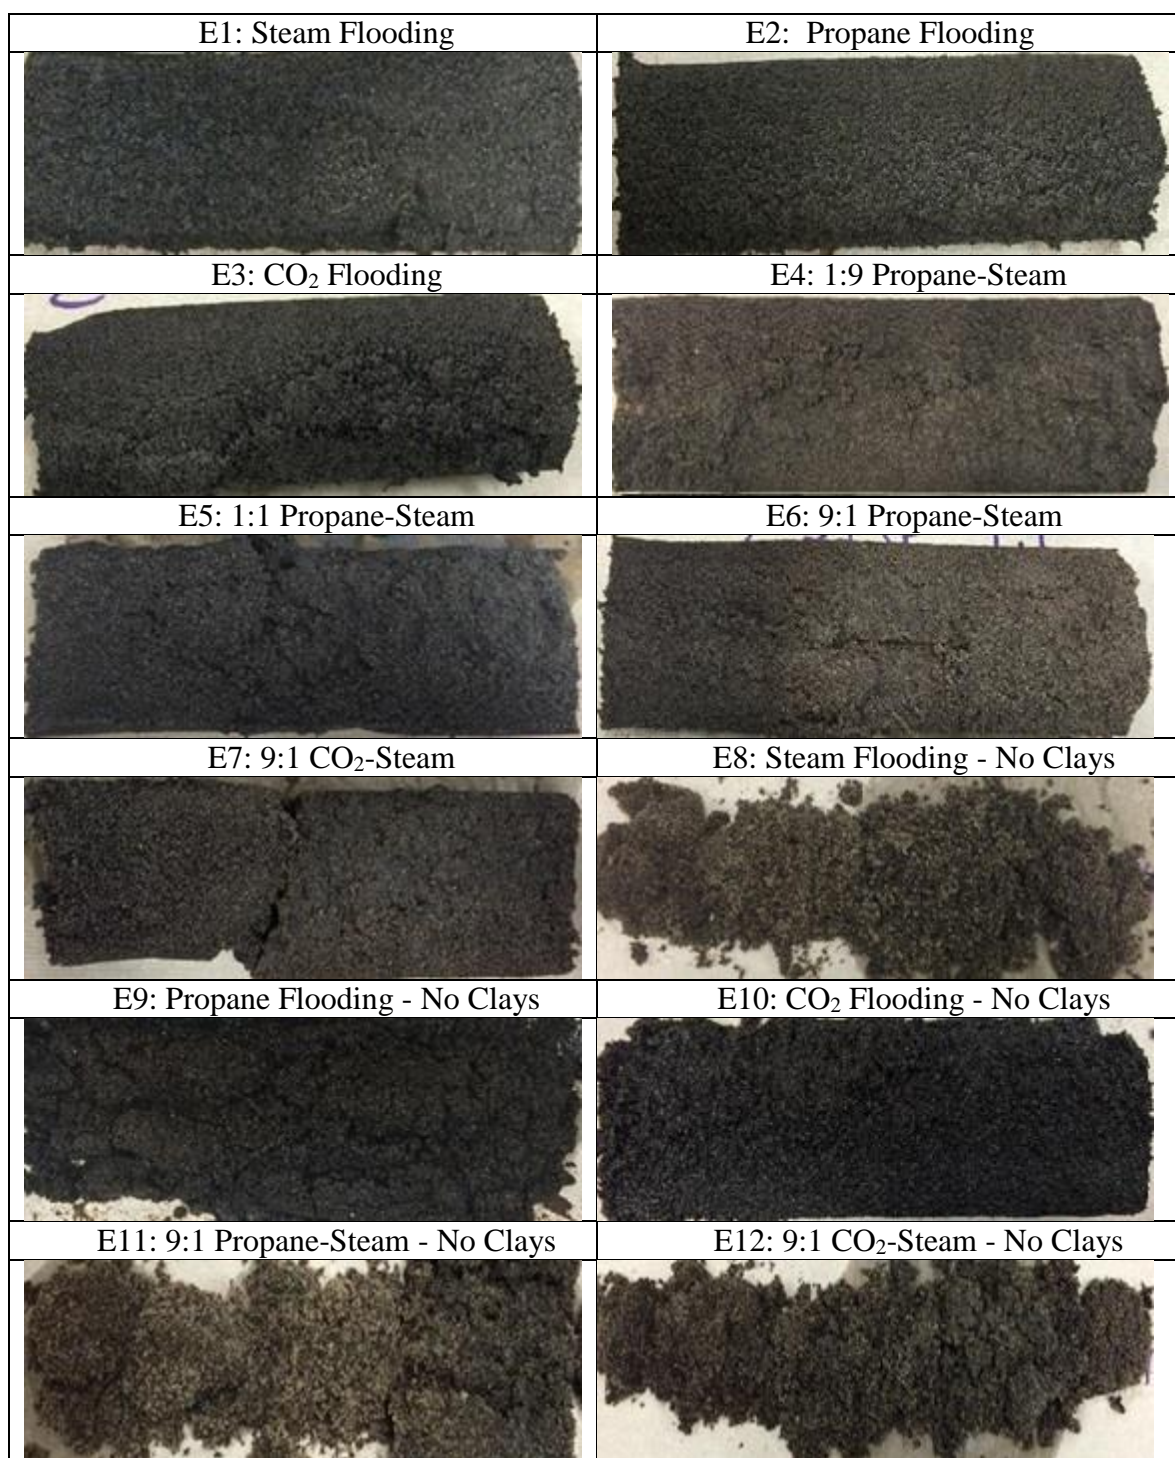 E1: Steam Flooding
E2: Propane Flooding
E3: CO₂ Flooding
E4: 1:9 Propane-Steam
E5: 1:1 Propane-Steam
E6: 9:1 Propane-Steam
E7: 9:1 CO₂-Steam
E8: Steam Flooding - No Clays
E9: Propane Flooding - No Clays
E10: CO₂ Flooding - No Clays
E11: 9:1 Propane-Steam - No Clays
E12: 9:1 CO₂-Steam - No Clays